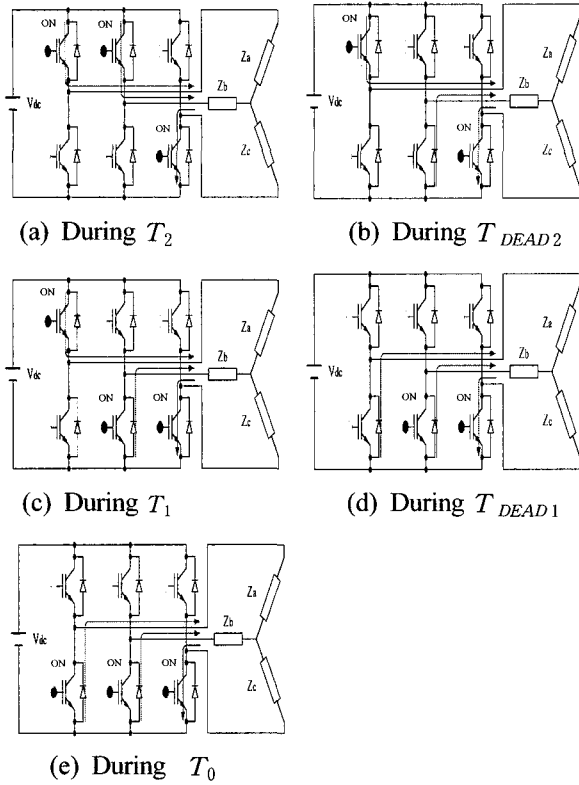 ON ON
Za
Vdc
Zb
ON
Zc
(a) During T2
ON
Za
Vdc
Zb
ON
Zc
(b) During T DEAD2
ON
Za
Vdc
Zb
ON ON
Zc
(c) During T1
Za
Vdc
Zb
ON ON
Zc
(d) During T DEAD1
Za
Vdc
Zb
ON ON ON
Zc
(e) During T0